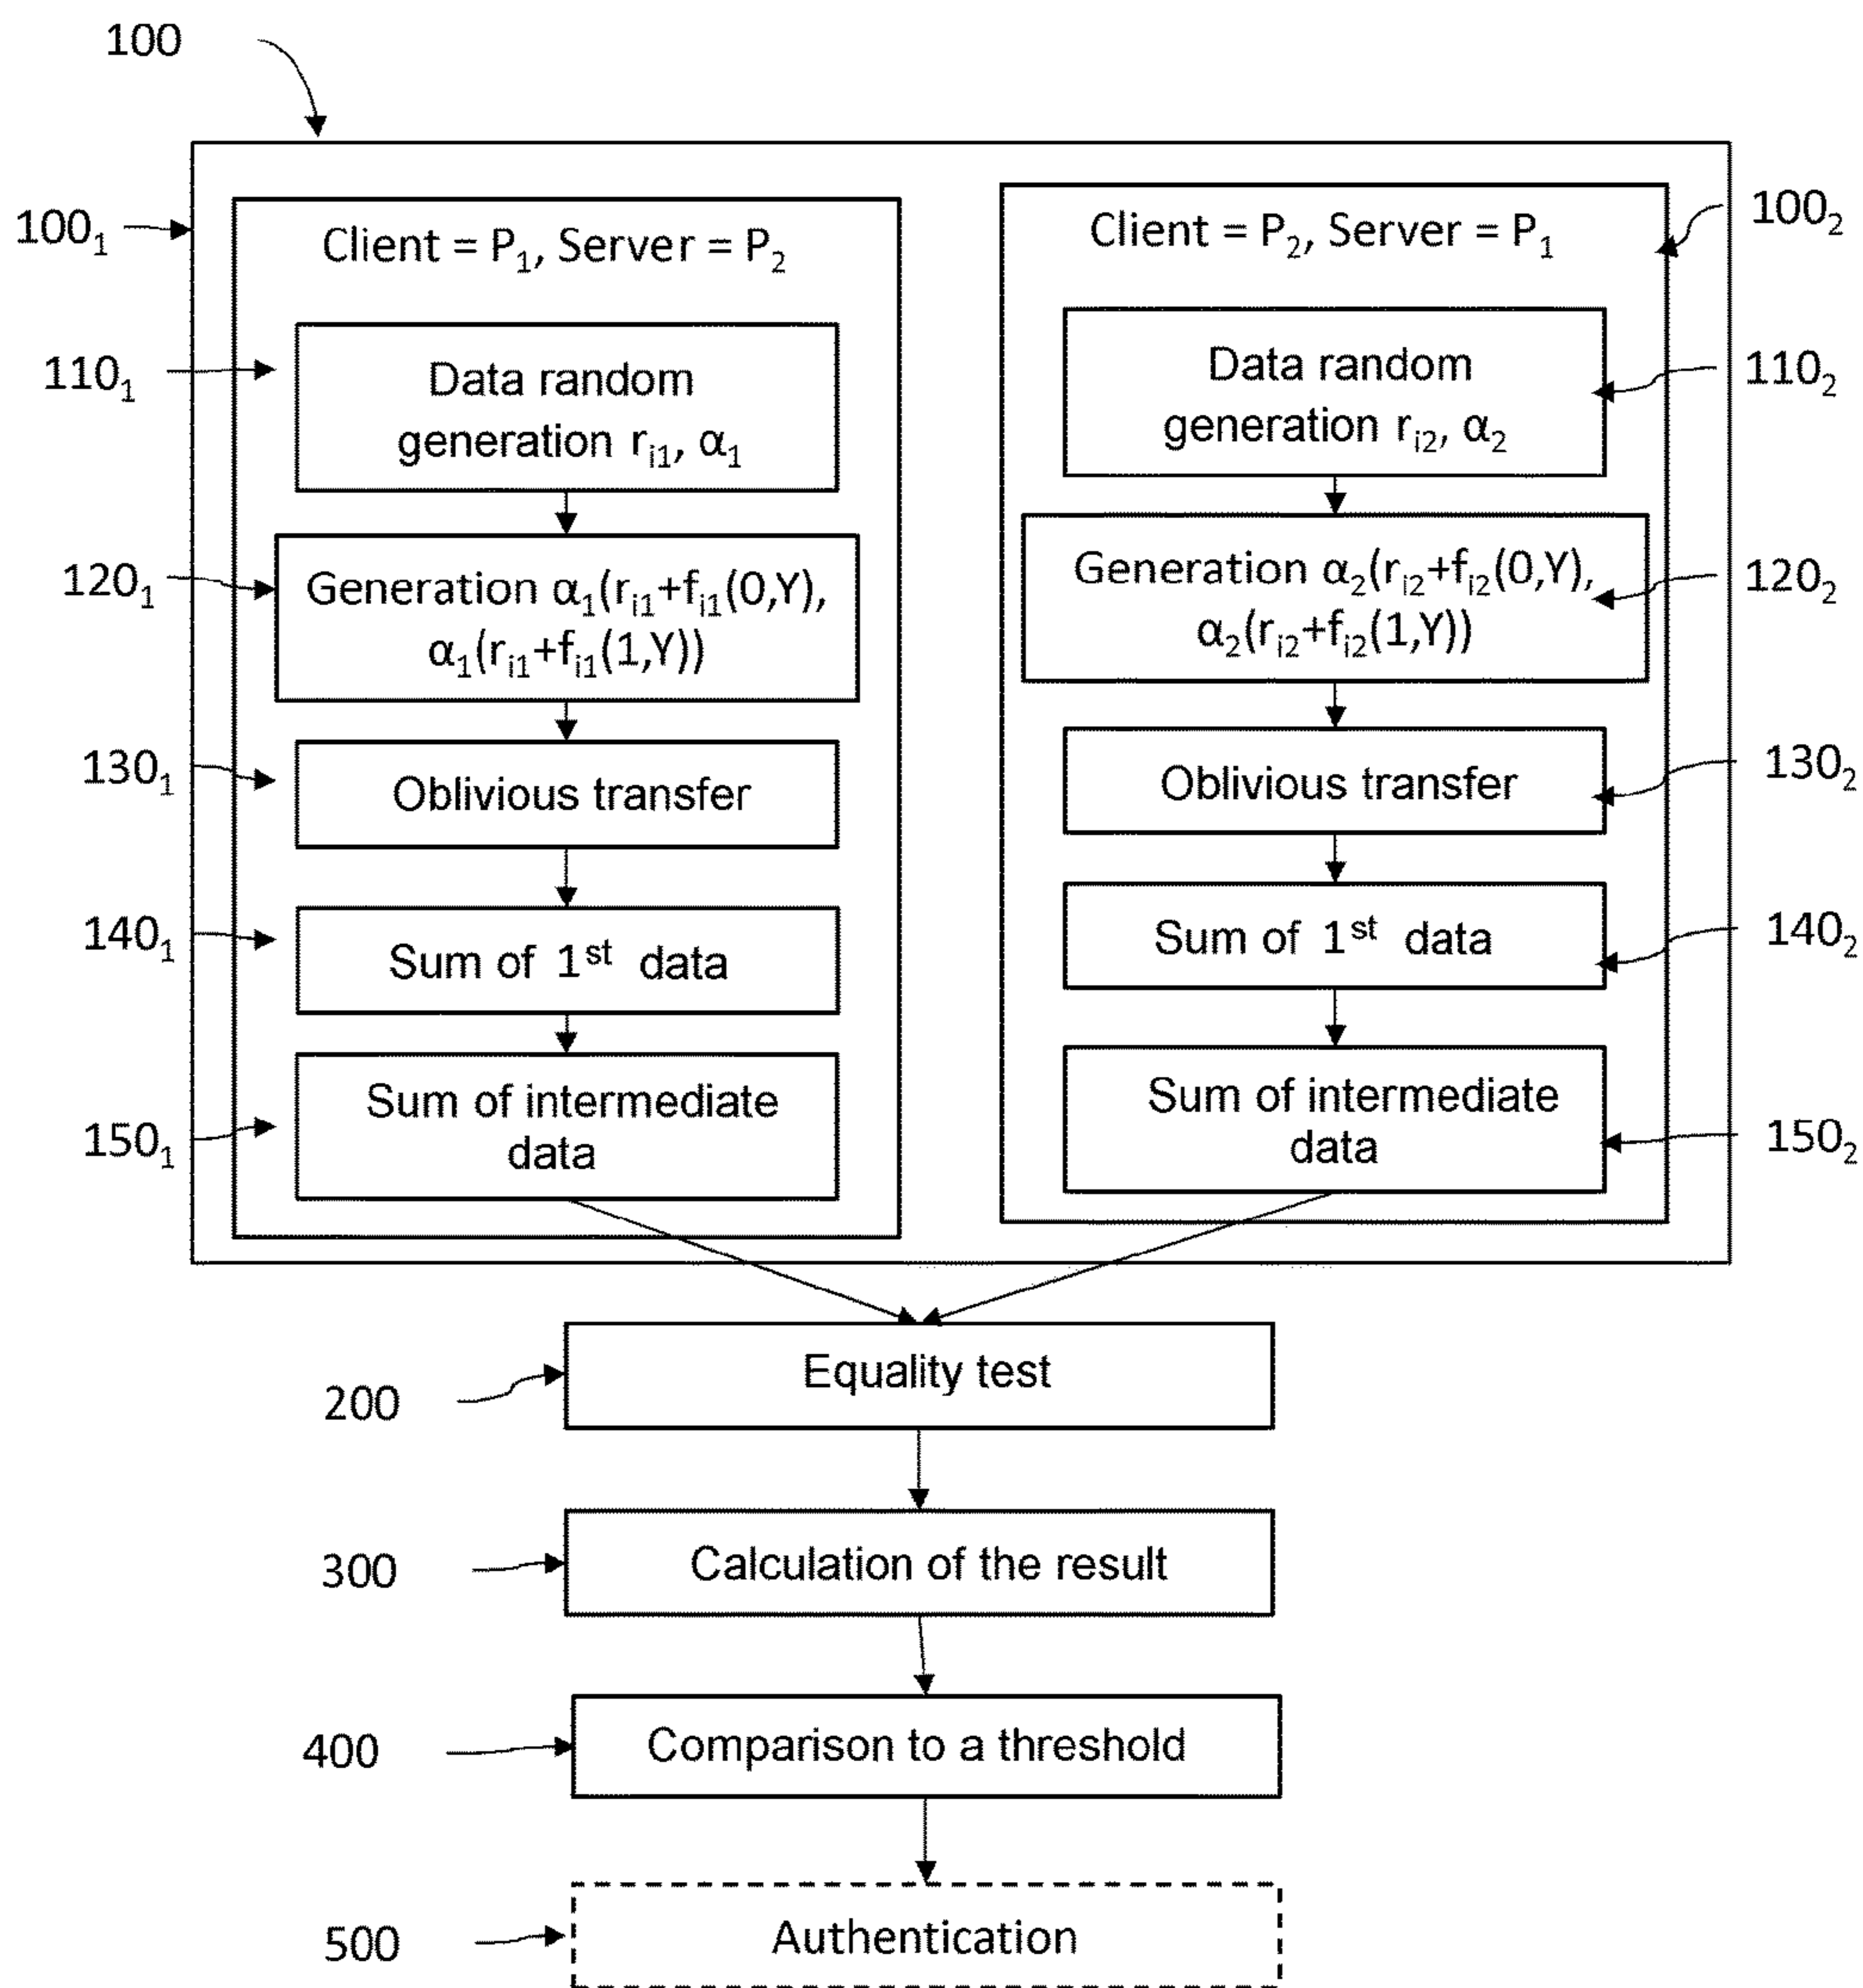 100
100₁
Client = P₁, Server = P₂
110₁
Data random
generation rᵢ₁, α₁
120₁
Generation α₁(rᵢ₁+fᵢ₁(0,Y),
α₁(rᵢ₁+fᵢ₁(1,Y))
130₁
Oblivious transfer
140₁
Sum of 1ˢᵗ data
150₁
Sum of intermediate
data
Client = P₂, Server = P₁
100₂
Data random
generation rᵢ₂, α₂
110₂
Generation α₂(rᵢ₂+fᵢ₂(0,Y),
α₂(rᵢ₂+fᵢ₂(1,Y))
120₂
Oblivious transfer
130₂
Sum of 1ˢᵗ data
140₂
Sum of intermediate
data
150₂
200
Equality test
300
Calculation of the result
400
Comparison to a threshold
500
Authentication